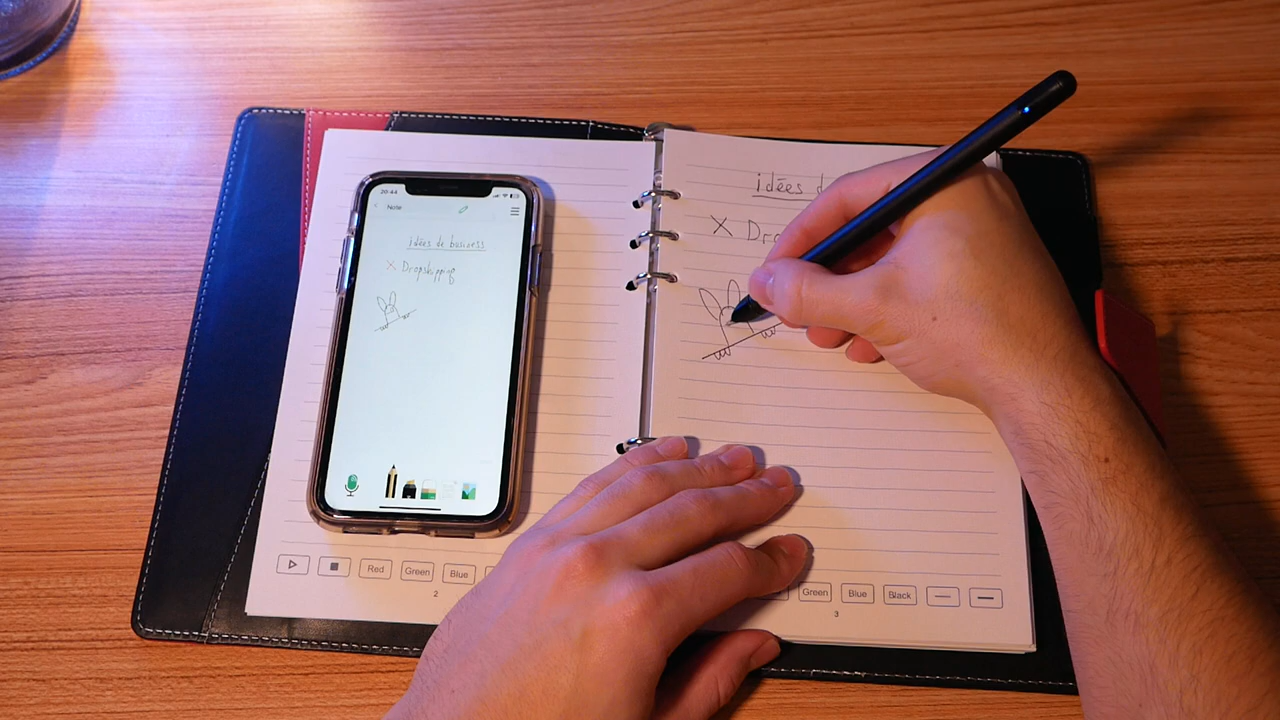 20:44
Note
idées de business
X Dropshipping
Red Green Blue
2
idées d
X Dro
Green Blue Black
3